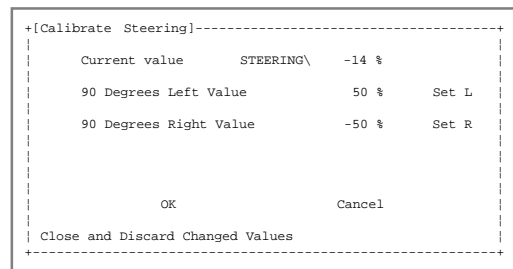 +[Calibrate Steering]--------------------------------------+
Current value STEERING\ -14 %
90 Degrees Left Value 50 % Set L
90 Degrees Right Value -50 % Set R
OK Cancel
Close and Discard Changed Values
+-----------------------------------------------------------+